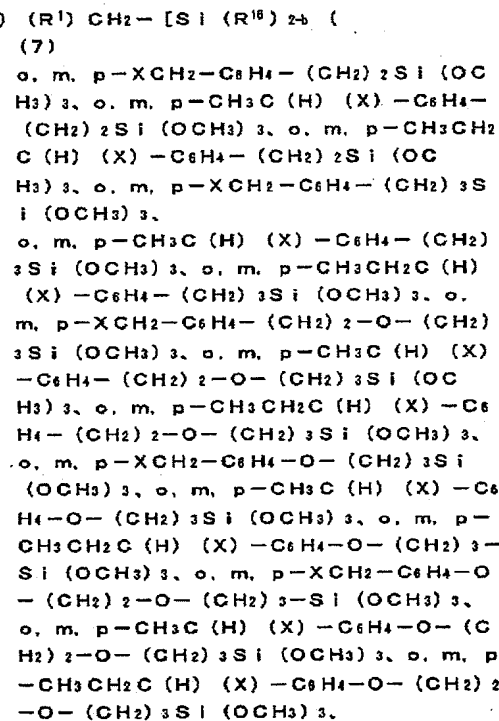 ) (R¹) CH₂－ [Si (R¹⁶) ₂₋b (
(7)
o, m, p－XCH₂－C₆H₄－ (CH₂) ₂Si (OC
H₃) ₃、o, m, p－CH₃C (H) (X) －C₆H₄－
(CH₂) ₂Si (OCH₃) ₃、o, m, p－CH₃CH₂
C (H) (X) －C₆H₄－ (CH₂) ₂Si (OC
H₃) ₃、o, m, p－XCH₂－C₆H₄－ (CH₂) ₃S
i (OCH₃) ₃、
o, m, p－CH₃C (H) (X) －C₆H₄－ (CH₂)
₃Si (OCH₃) ₃、o, m, p－CH₃CH₂C (H)
(X) －C₆H₄－ (CH₂) ₃Si (OCH₃) ₃、o,
m, p－XCH₂－C₆H₄－ (CH₂) ₂－O－ (CH₂)
₃Si (OCH₃) ₃、o, m, p－CH₃C (H) (X)
－C₆H₄－ (CH₂) ₂－O－ (CH₂) ₃Si (OC
H₃) ₃、o, m, p－CH₃CH₂C (H) (X) －C₆
H₄－ (CH₂) ₂－O－ (CH₂) ₃Si (OCH₃) ₃、
o, m, p－XCH₂－C₆H₄－O－ (CH₂) ₃Si
(OCH₃) ₃、o, m, p－CH₃C (H) (X) －C₆
H₄－O－ (CH₂) ₃Si (OCH₃) ₃、o, m, p－
CH₃CH₂C (H) (X) －C₆H₄－O－ (CH₂) ₃－
Si (OCH₃) ₃、o, m, p－XCH₂－C₆H₄－O
－ (CH₂) ₂－O－ (CH₂) ₃－Si (OCH₃) ₃、
o, m, p－CH₃C (H) (X) －C₆H₄－O－ (C
H₂) ₂－O－ (CH₂) ₃Si (OCH₃) ₃、o, m, p
－CH₃CH₂C (H) (X) －C₆H₄－O－ (CH₂) ₂
－O－ (CH₂) ₃Si (OCH₃) ₃、